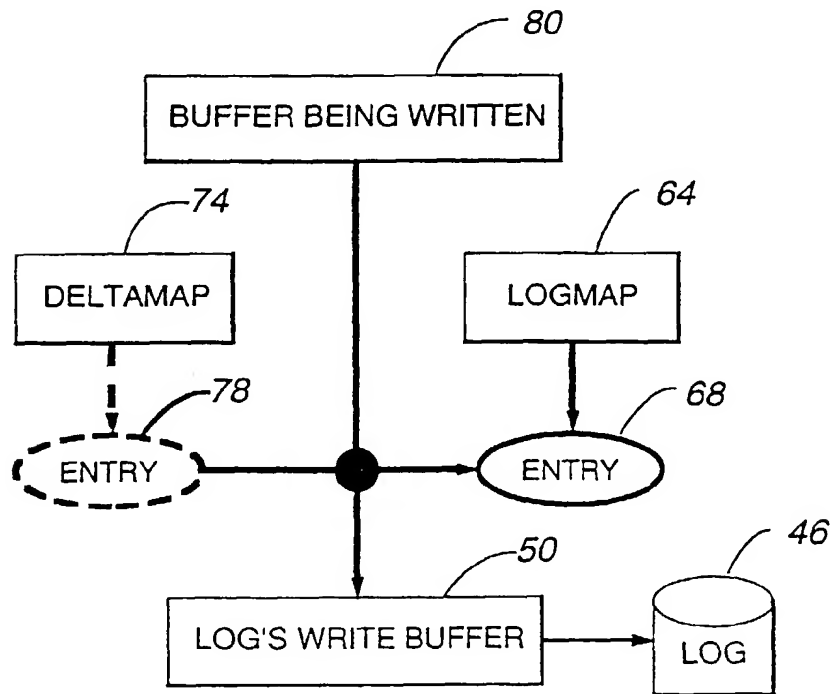 80
BUFFER BEING WRITTEN
74
64
DELTAMAP
LOGMAP
78
68
ENTRY
ENTRY
50
46
LOG'S WRITE BUFFER
LOG